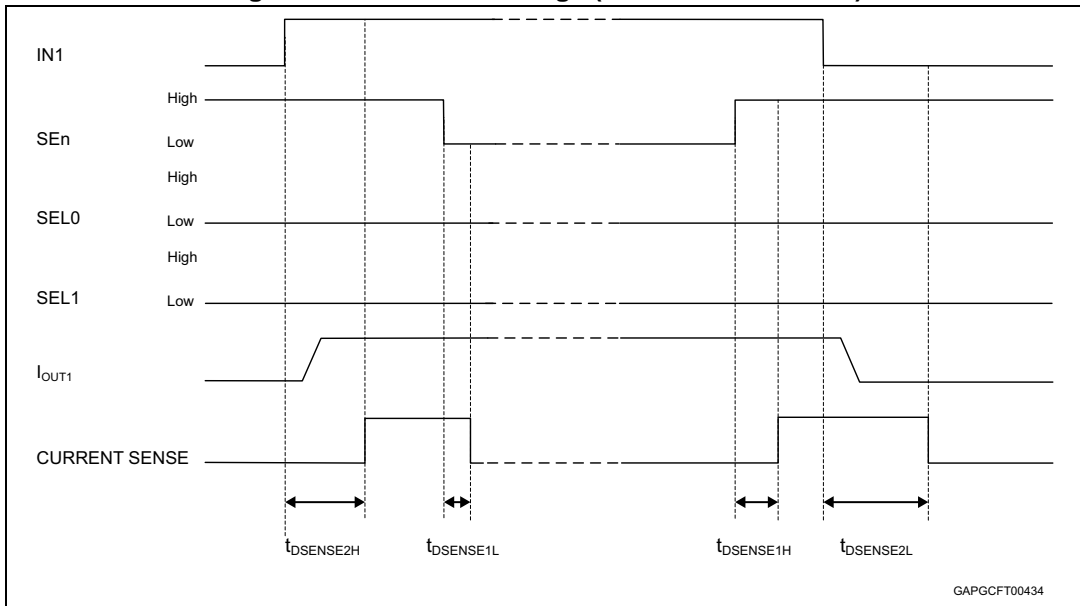 IN1
High
SEn
Low
High
SEL0
Low
High
SEL1
Low
IOUT1
CURRENT SENSE
tDSENSE2H
tDSENSE1L
tDSENSE1H
tDSENSE2L
GAPGCFT00434